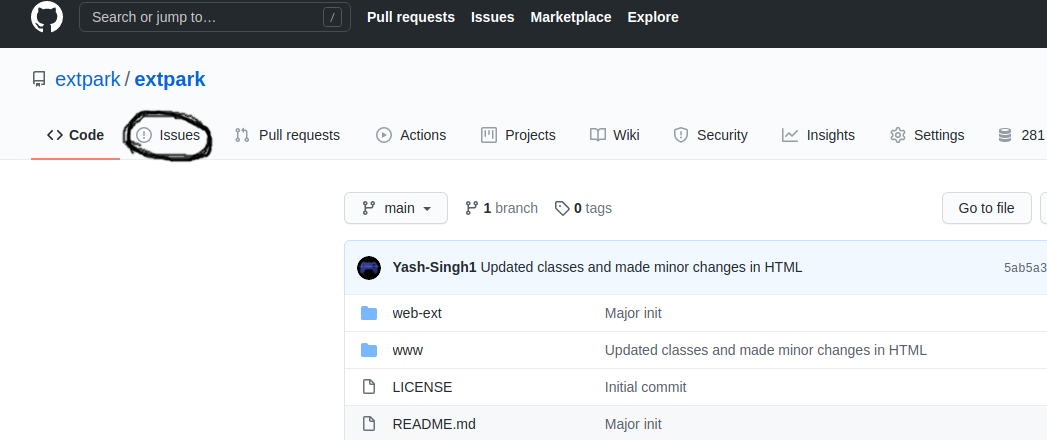 Search or jump to… /
Pull requests Issues Marketplace Explore
extpark / extpark
Code Issues Pull requests Actions Projects Wiki Security Insights Settings 281
main 1 branch 0 tags Go to file
Yash-Singh1 Updated classes and made minor changes in HTML 5ab5a3
web-ext Major init
www Updated classes and made minor changes in HTML
LICENSE Initial commit
README.md Major init